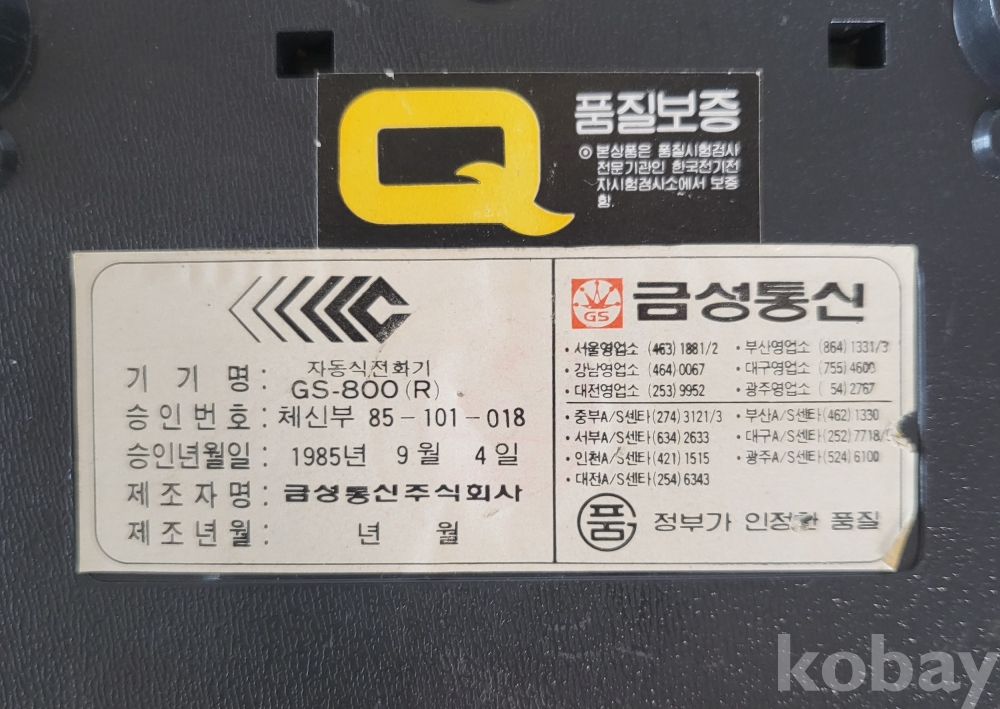 Q
품질보증
◎ 본상품은 품질시험검사
전문기관인 한국전기전
자시험검사소에서 보증
함.
기 기 명 : 자동식전화기
GS-800 (R)
승인번호 : 체신부 85-101-018
승인년월일 : 1985년 9월 4일
제조자명 : 금성통신주식회사
제조년월 : 년 월
GS 금성통신
・서울영업소 (463)1881/2 ・부산영업소 (864)1331/3
・강남영업소 (464)0067 ・대구영업소 (755)4600
・대전영업소 (253)9952 ・광주영업소 ( 54)2767
・중부A/S센타(274)3121/3 ・부산A/S센타(462)1330
・서부A/S센타(634)2633 ・대구A/S센타(252)7718/
・인천A/S센타(421)1515 ・광주A/S센타(524)6100
・대전A/S센타(254)6343
품 정부가 인정한 품질
kobay